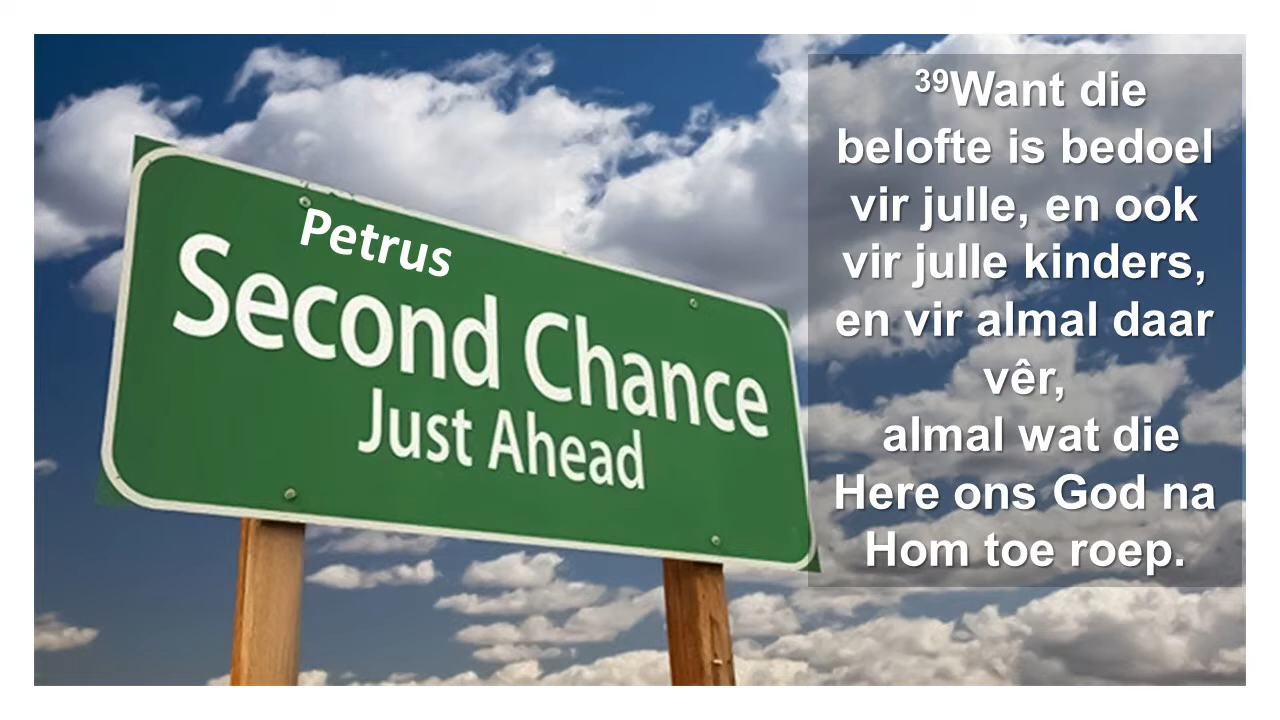 Petrus
Second Chance
Just Ahead
³⁹Want die
belofte is bedoel
vir julle, en ook
vir julle kinders,
en vir almal daar
vêr,
almal wat die
Here ons God na
Hom toe roep.